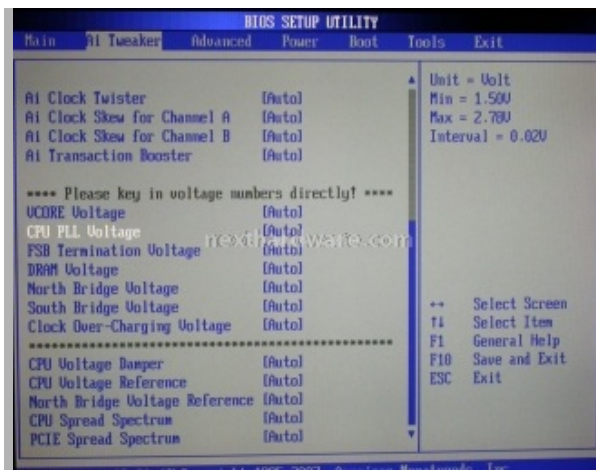 BIOS SETUP UTILITY
Main Ai Tweaker Advanced Power Boot Tools Exit
Ai Clock Twister [Auto]
Ai Clock Skew for Channel A [Auto]
Ai Clock Skew for Channel B [Auto]
Ai Transaction Booster [Auto]
**** Please key in voltage numbers directly! ****
VCORE Voltage [Auto]
CPU PLL Voltage [Auto]
FSB Termination Voltage [Auto]
DRAM Voltage [Auto]
North Bridge Voltage [Auto]
South Bridge Voltage [Auto]
Clock Over-Charging Voltage [Auto]
CPU Voltage Damper [Auto]
CPU Voltage Reference [Auto]
North Bridge Voltage Reference [Auto]
CPU Spread Spectrum [Auto]
PCIE Spread Spectrum [Auto]
Unit = Volt
Min = 1.50V
Max = 2.78V
Interval = 0.02V
↔ Select Screen
↑↓ Select Item
F1 General Help
F10 Save and Exit
ESC Exit
nexthardware.com